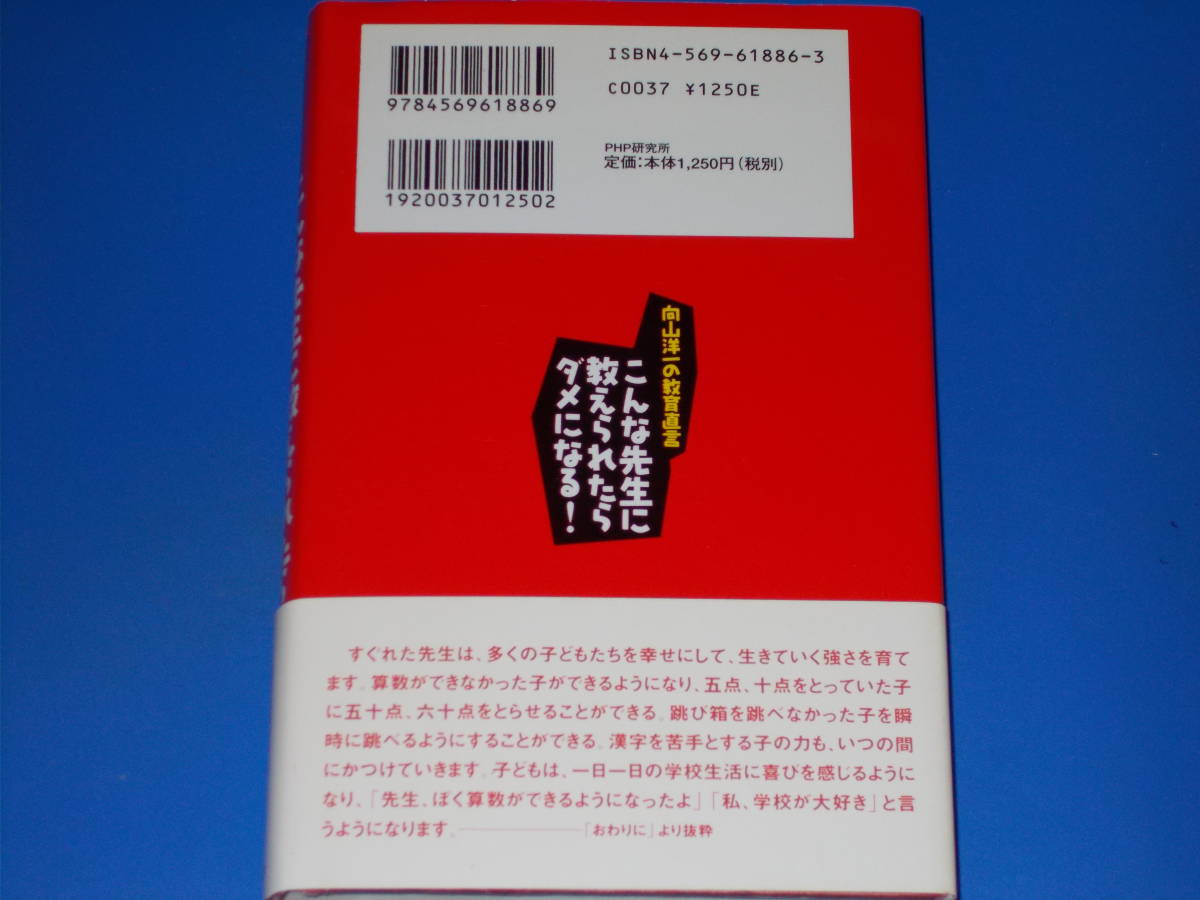 ISBN4-569-61886-3
C0037 ¥1250E
9784569618869
PHP研究所
定価：本体1,250円（税別）
1920037012502
向山洋一の教育直言
こんな先生に
教えられたら
ダメになる！
すぐれた先生は、多くの子どもたちを幸せにして、生きていく強さを育て
ます。算数ができなかった子ができるようになり、五点、十点をとっていた子
に五十点、六十点をとらせることができる。跳び箱を跳べなかった子を瞬
時に跳べるようにすることができる。漢字を苦手とする子の力も、いつの間
にかつけていきます。子どもは、一日一日の学校生活に喜びを感じるように
なり、「先生、ぼく算数ができるようになったよ」「私、学校が大好き」と言
うようになります。――――「おわりに」より抜粋